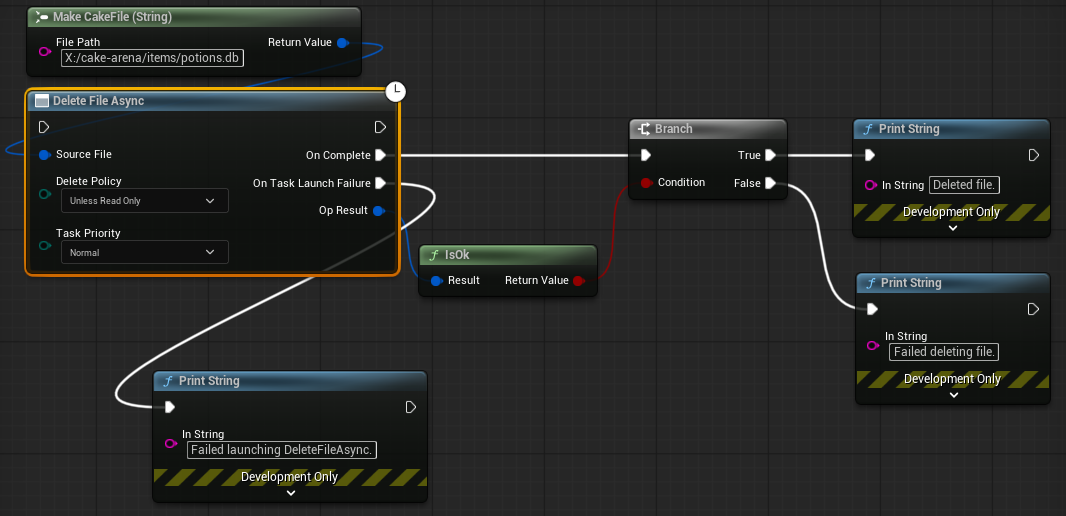 Make CakeFile (String)
File Path
Return Value
X:/cake-arena/items/potions.db
Delete File Async
Source File
On Complete
Delete Policy
On Task Launch Failure
Unless Read Only
Op Result
Task Priority
Normal
IsOk
Result
Return Value
Branch
True
Condition
False
Print String
In String
Deleted file.
Development Only
Print String
In String
Failed deleting file.
Development Only
Print String
In String
Failed launching DeleteFileAsync.
Development Only